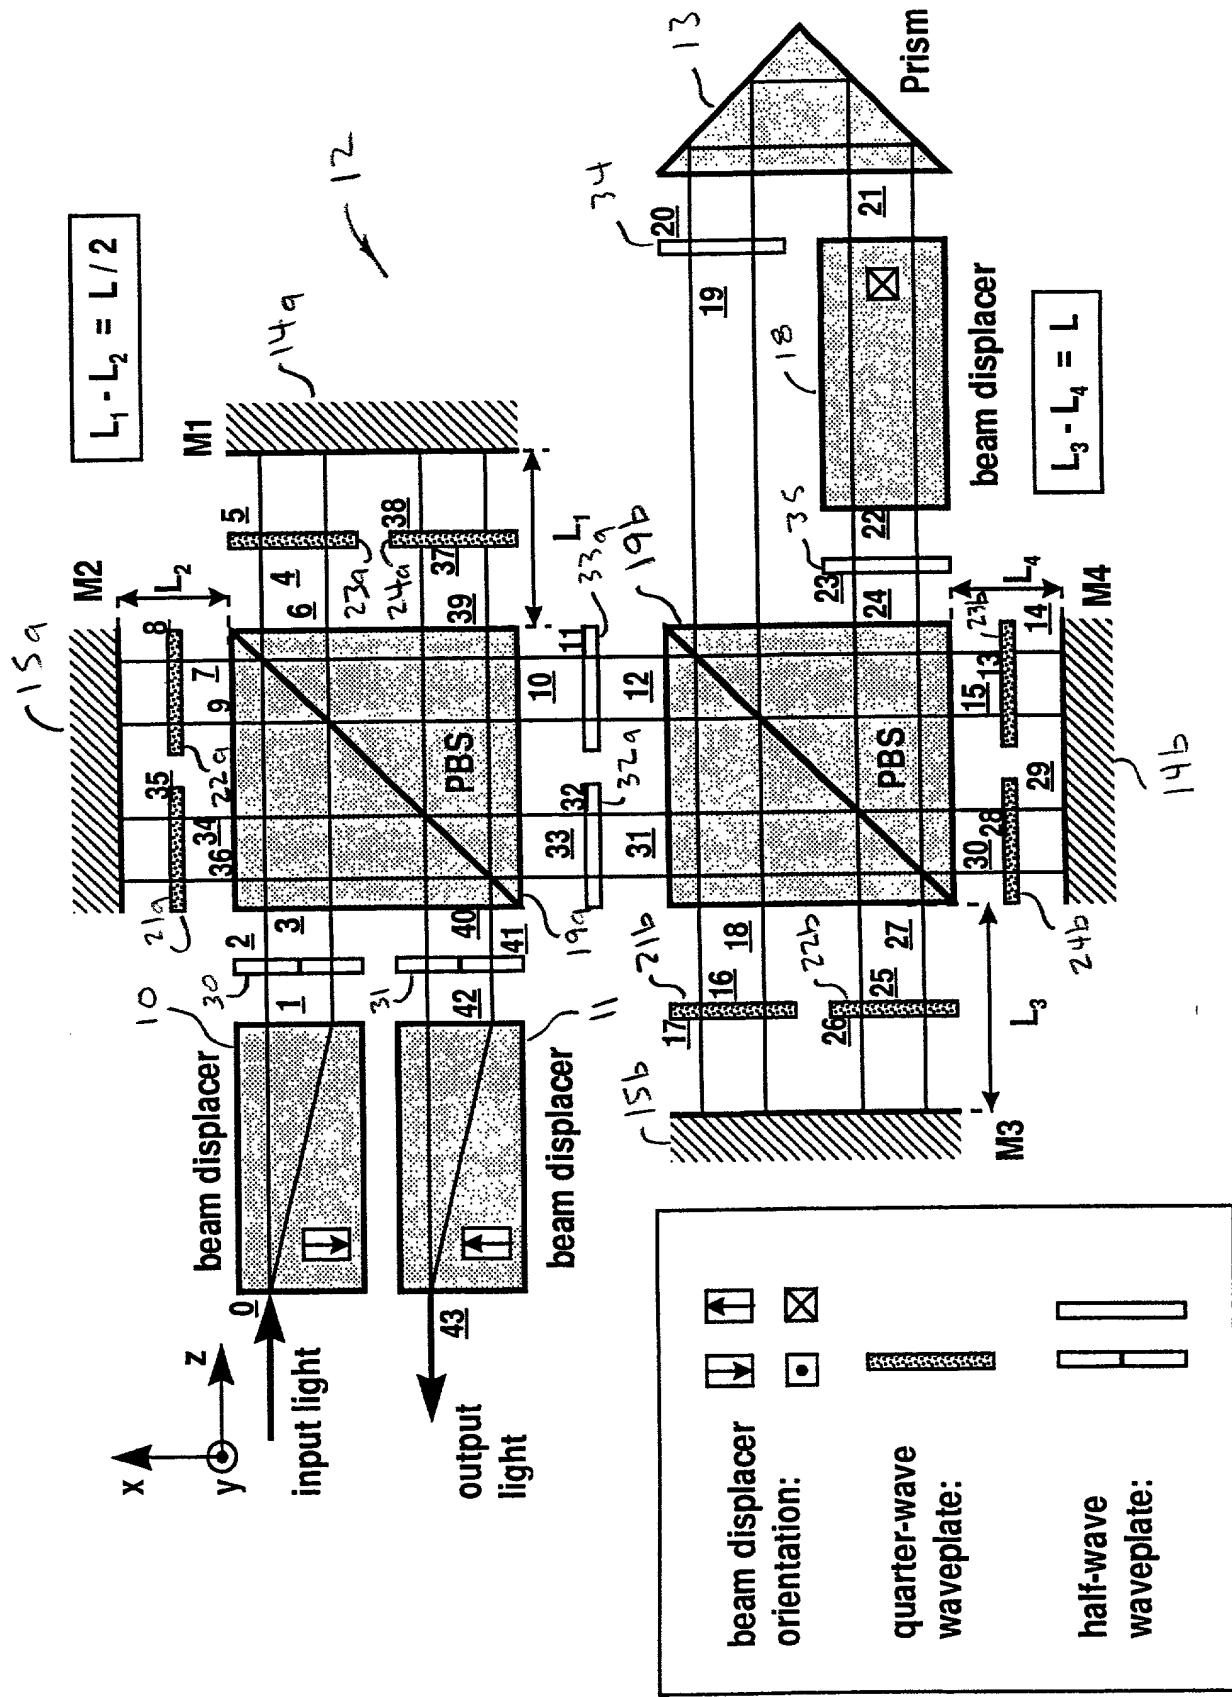 L1 - L2 = L / 2
12
14a
15a
M2
M1
L2
8
7
9
22a
35
34
36
21a
5
4
6
23a
24a
38
37
39
L1
PBS
19a
10
beam displacer
30
2
3
1
0
input light
x
y
z
31
40
41
42
11
beam displacer
43
output
light
10
11
33a
32a
32
33
12
31
19b
PBS
13
Prism
34
20
19
21
18
beam displacer
35
22
23
24
L3 - L4 = L
L4
23b
13
14
15
M4
14b
28
29
30
24b
21b
18
16
17
22b
27
25
26
L3
15b
M3
beam displacer
orientation:
quarter-wave
waveplate:
half-wave
waveplate: